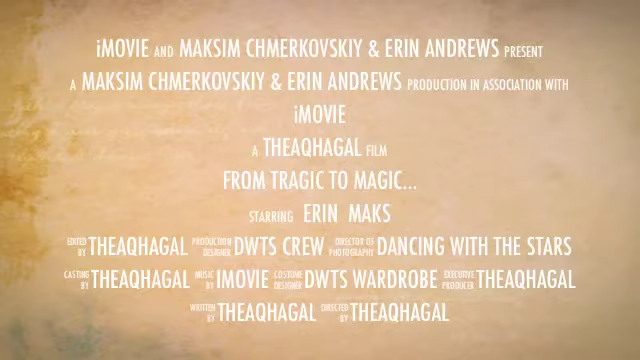 iMOVIE AND MAKSIM CHMERKOVSKIY & ERIN ANDREWS PRESENT
A MAKSIM CHMERKOVSKIY & ERIN ANDREWS PRODUCTION IN ASSOCIATION WITH
iMOVIE
A THEAQHAGAL FILM
FROM TRAGIC TO MAGIC...
STARRING ERIN MAKS
EDITED BY THEAQHAGAL PRODUCTION DESIGNER DWTS CREW DIRECTOR OF PHOTOGRAPHY DANCING WITH THE STARS
CASTING BY THEAQHAGAL MUSIC BY IMOVIE COSTUME DESIGNER DWTS WARDROBE EXECUTIVE PRODUCER THEAQHAGAL
WRITTEN BY THEAQHAGAL DIRECTED BY THEAQHAGAL